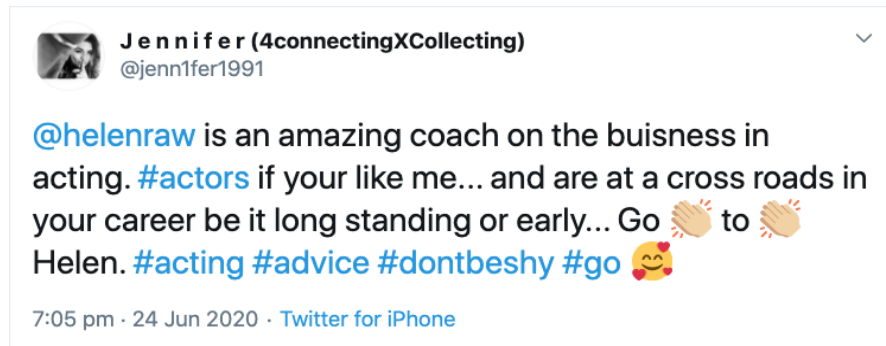 J e n n i f e r (4connectingXCollecting)
@jenn1fer1991
@helenraw is an amazing coach on the buisness in
acting. #actors if your like me... and are at a cross roads in
your career be it long standing or early... Go 👏🏼 to 👏🏼
Helen. #acting #advice #dontbeshy #go 🥰
7:05 pm · 24 Jun 2020 · Twitter for iPhone